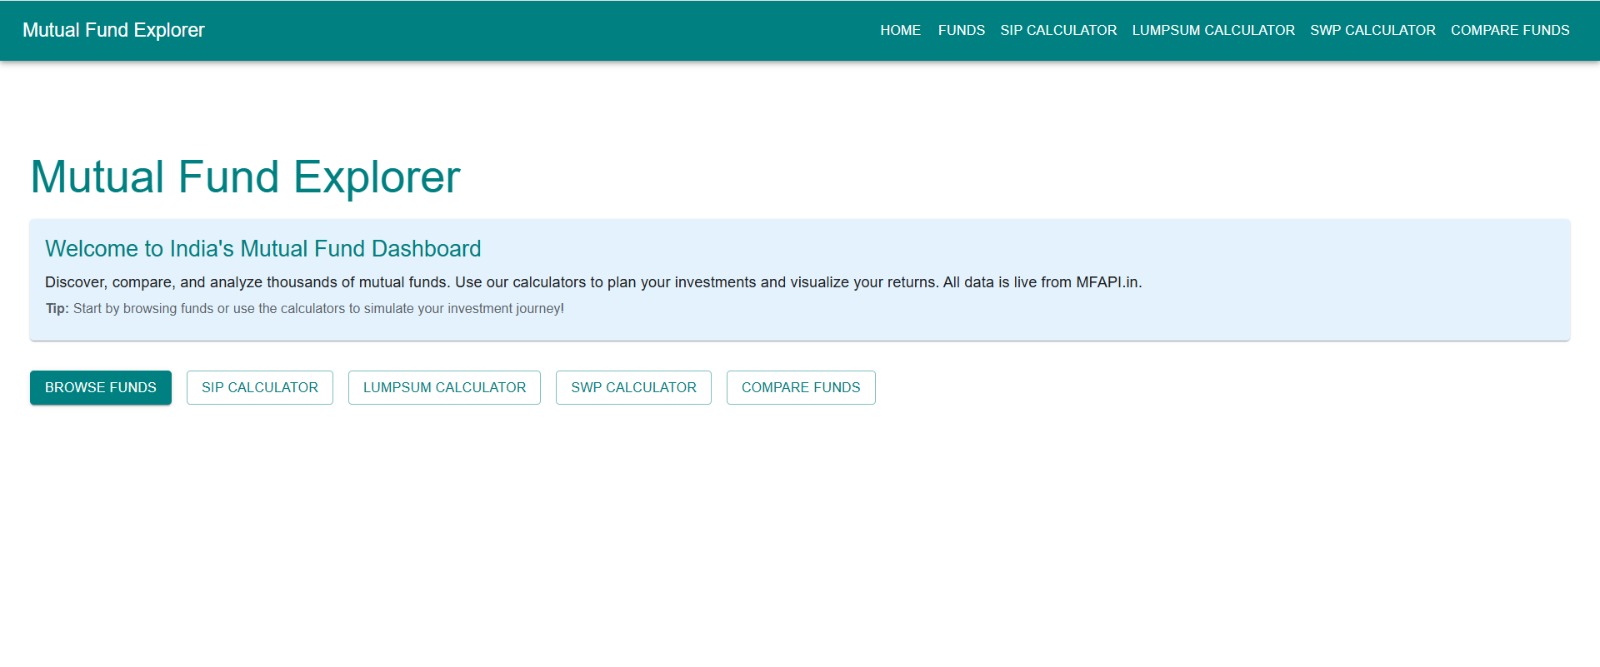 Mutual Fund Explorer
HOME FUNDS SIP CALCULATOR LUMPSUM CALCULATOR SWP CALCULATOR COMPARE FUNDS
Mutual Fund Explorer
Welcome to India's Mutual Fund Dashboard
Discover, compare, and analyze thousands of mutual funds. Use our calculators to plan your investments and visualize your returns. All data is live from MFAPI.in.
Tip: Start by browsing funds or use the calculators to simulate your investment journey!
BROWSE FUNDS SIP CALCULATOR LUMPSUM CALCULATOR SWP CALCULATOR COMPARE FUNDS